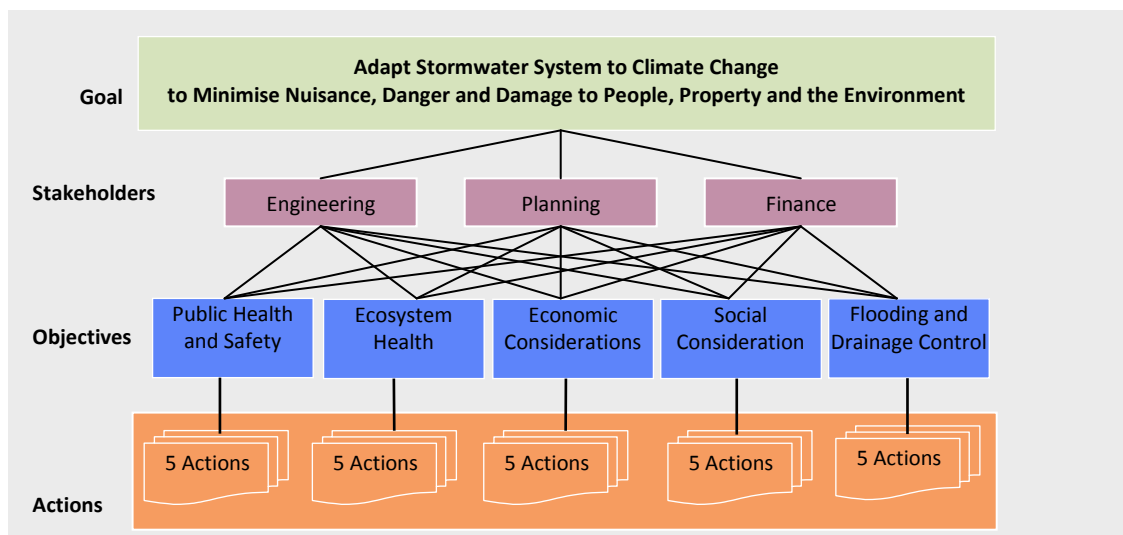 Adapt Stormwater System to Climate Change
to Minimise Nuisance, Danger and Damage to People, Property and the Environment
Goal
Stakeholders
Engineering
Planning
Finance
Objectives
Public Health
and Safety
Ecosystem
Health
Economic
Considerations
Social
Consideration
Flooding and
Drainage Control
5 Actions
5 Actions
5 Actions
5 Actions
5 Actions
Actions